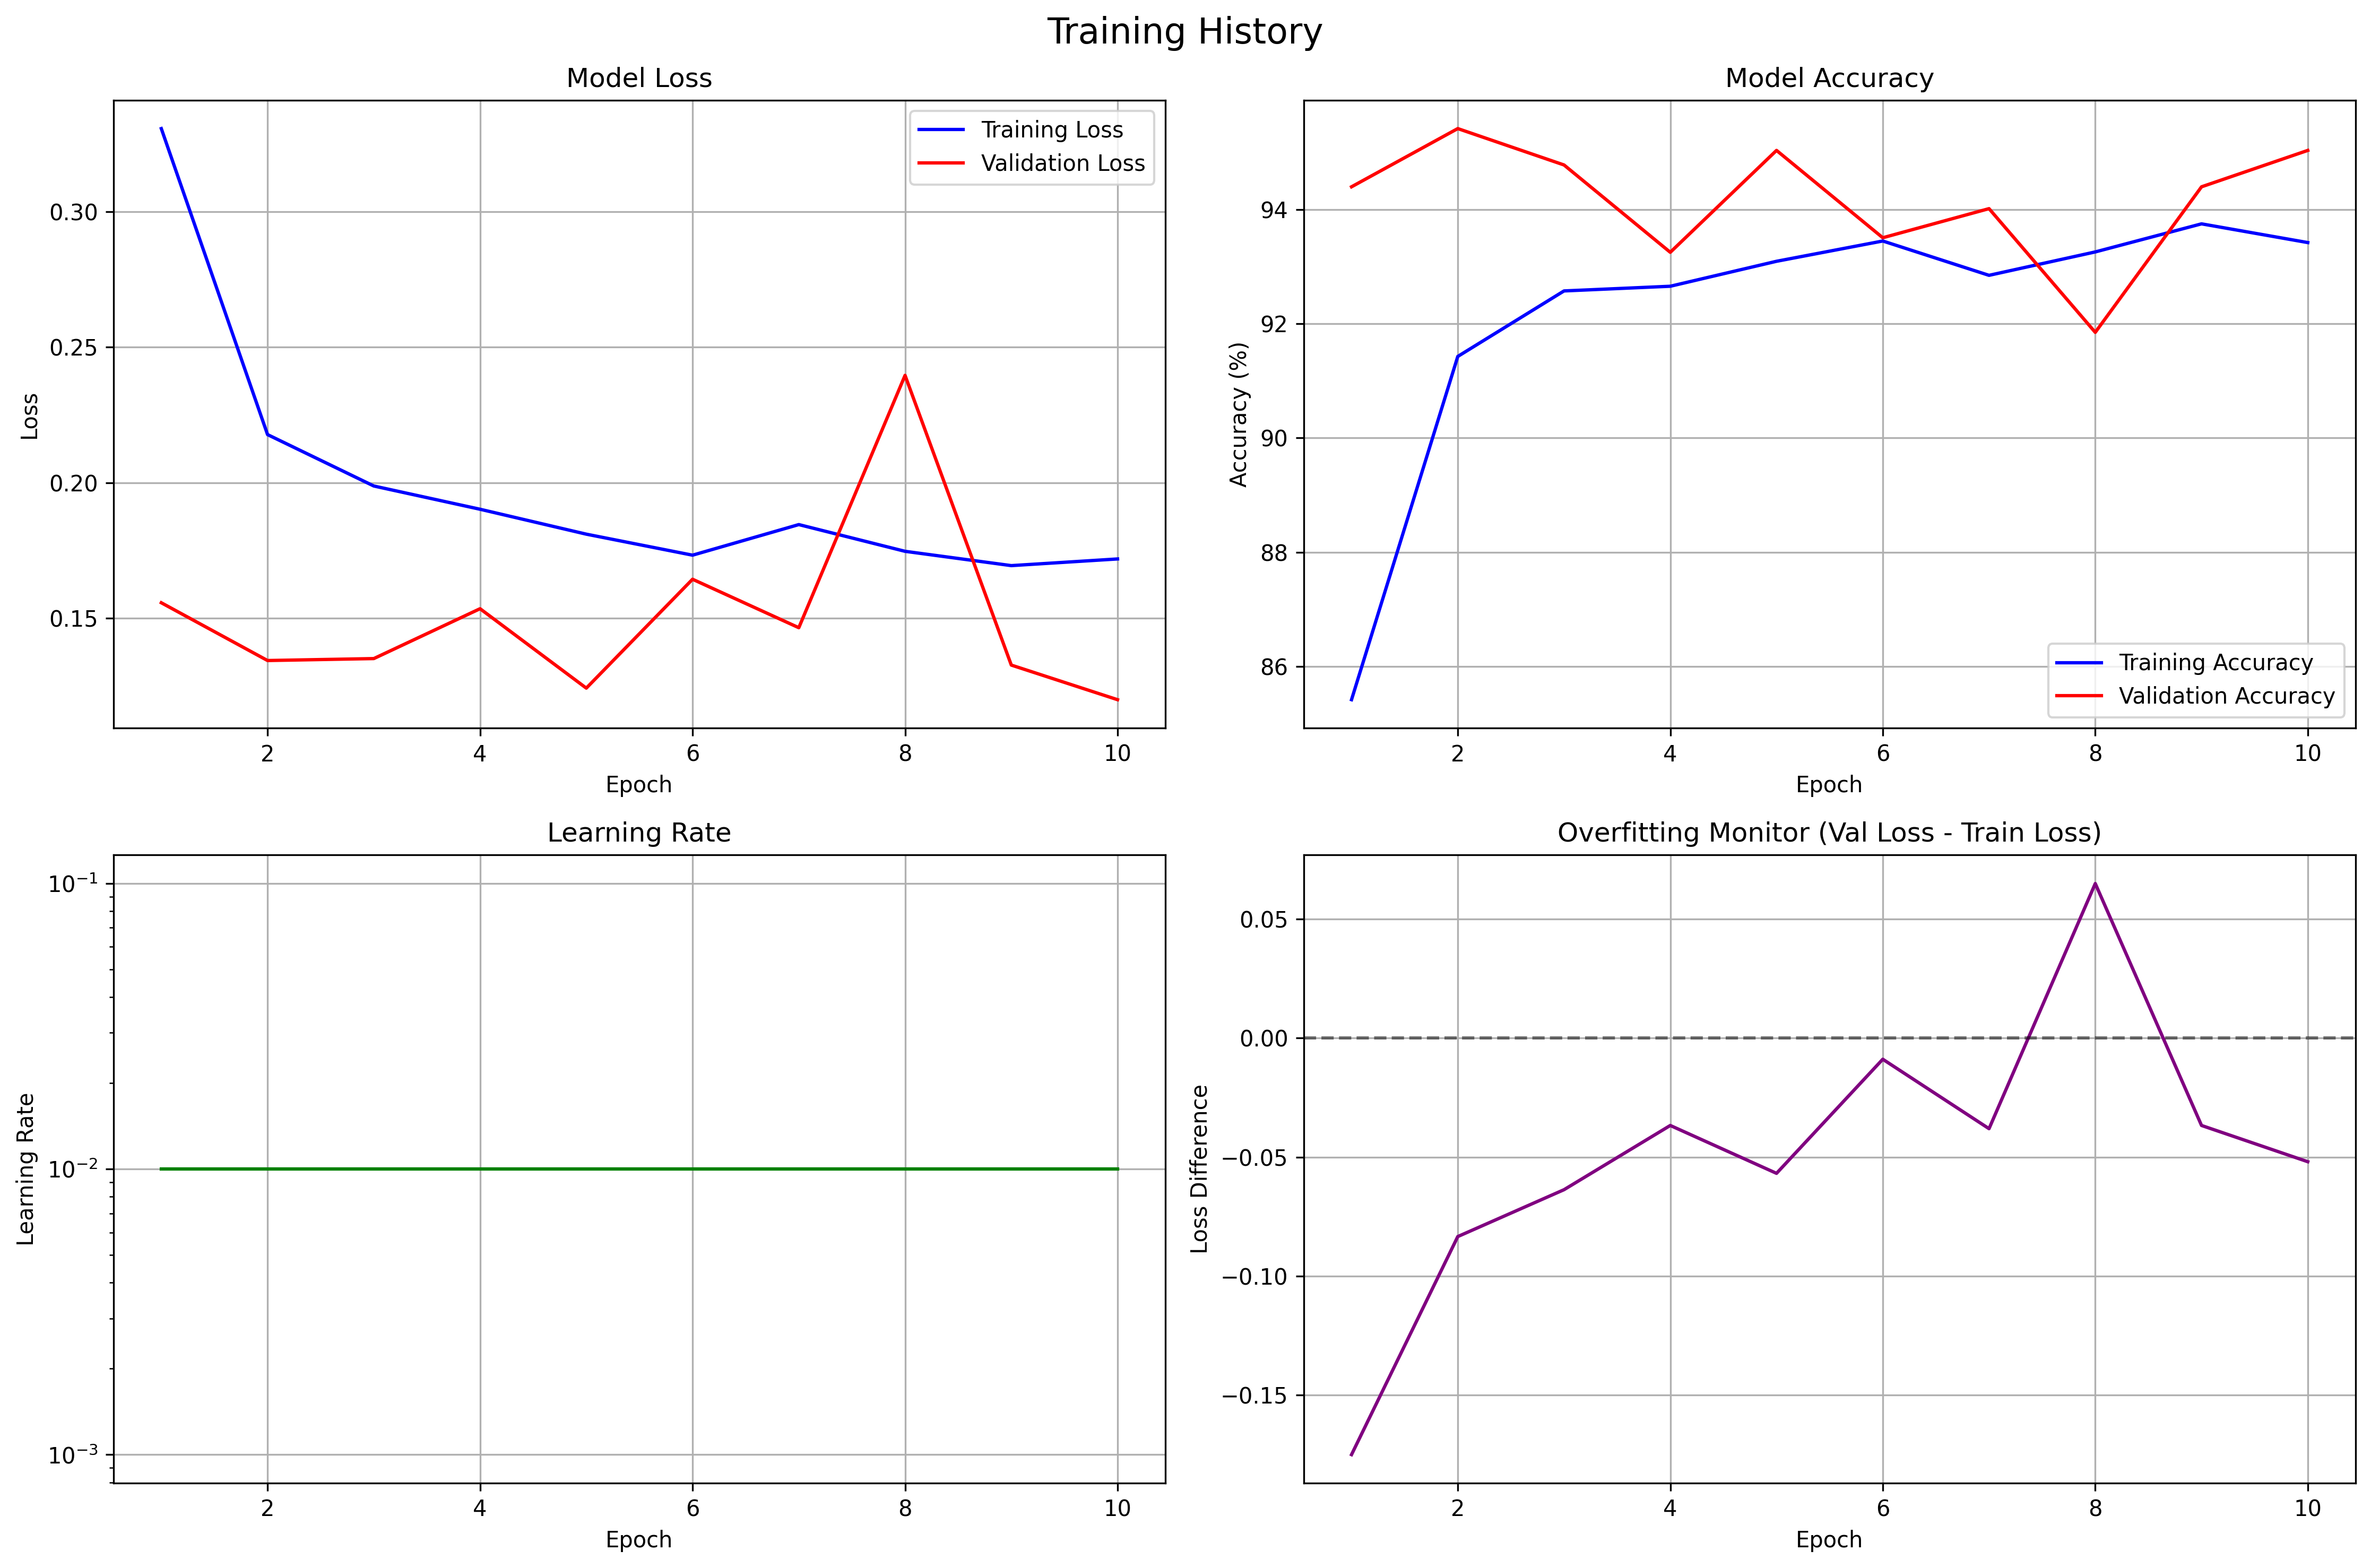 Training History
Model Loss
Loss
0.30
0.25
0.20
0.15
Training Loss
Validation Loss
2 4 6 8 10
Epoch
Model Accuracy
Accuracy (%)
94
92
90
88
86
Training Accuracy
Validation Accuracy
2 4 6 8 10
Epoch
Learning Rate
Learning Rate
10⁻¹
10⁻²
10⁻³
2 4 6 8 10
Epoch
Overfitting Monitor (Val Loss - Train Loss)
Loss Difference
0.05
0.00
−0.05
−0.10
−0.15
2 4 6 8 10
Epoch